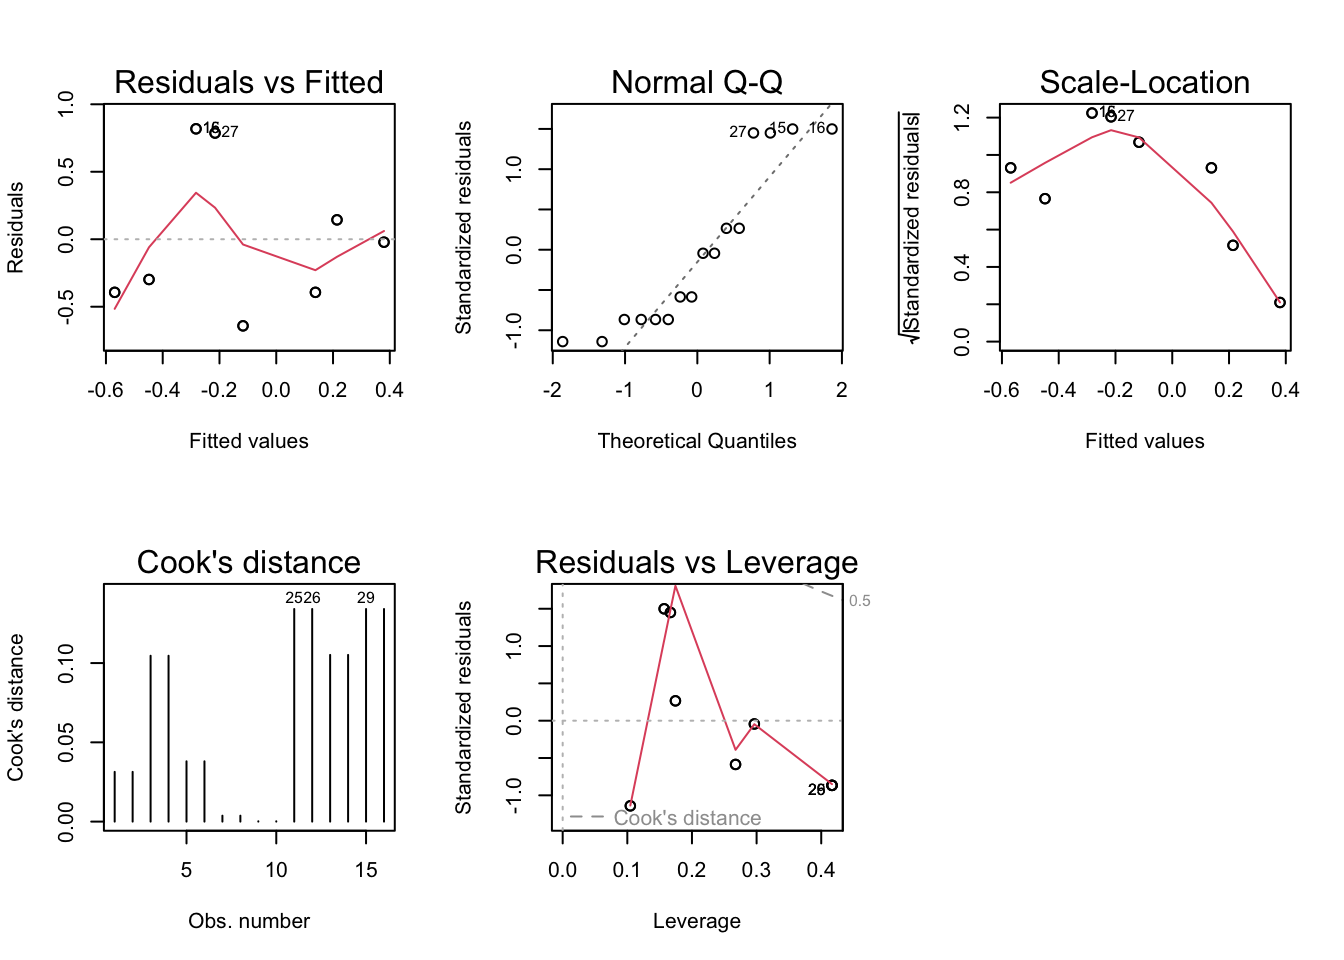 Residuals vs Fitted
Residuals
1.0
0.5
0.0
-0.5
27
-0.6 -0.4 -0.2 0.0 0.2 0.4
Fitted values
Normal Q-Q
Standardized residuals
1.0
0.0
-1.0
27 15 16
-2 -1 0 1 2
Theoretical Quantiles
Scale-Location
√|Standardized residuals|
1.2
0.8
0.4
0.0
27
-0.6 -0.4 -0.2 0.0 0.2 0.4
Fitted values
Cook's distance
Cook's distance
0.10
0.05
0.00
25 26 29
5 10 15
Obs. number
Residuals vs Leverage
Standardized residuals
1.0
0.0
-1.0
0.5
Cook's distance
0.0 0.1 0.2 0.3 0.4
Leverage